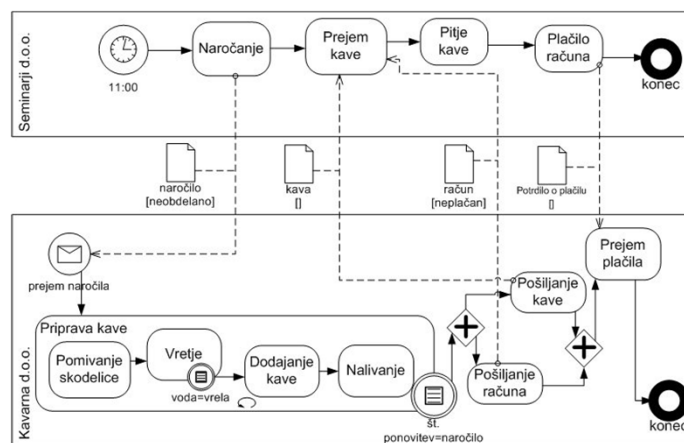 Seminarji d.o.o.
11:00
Naročanje
Prejem
kave
Pitje
kave
Plačilo
računa
konec
naročilo
[neobdelano]
kava
[]
račun
[neplačan]
Potrdilo o plačilu
[]
Kavarna d.o.o.
prejem naročila
Priprava kave
Pomivanje
skodelice
Vretje
voda=vrela
Dodajanje
kave
Nalivanje
št.
ponovitev=naročilo
Pošiljanje
kave
Pošiljanje
računa
Prejem
plačila
konec